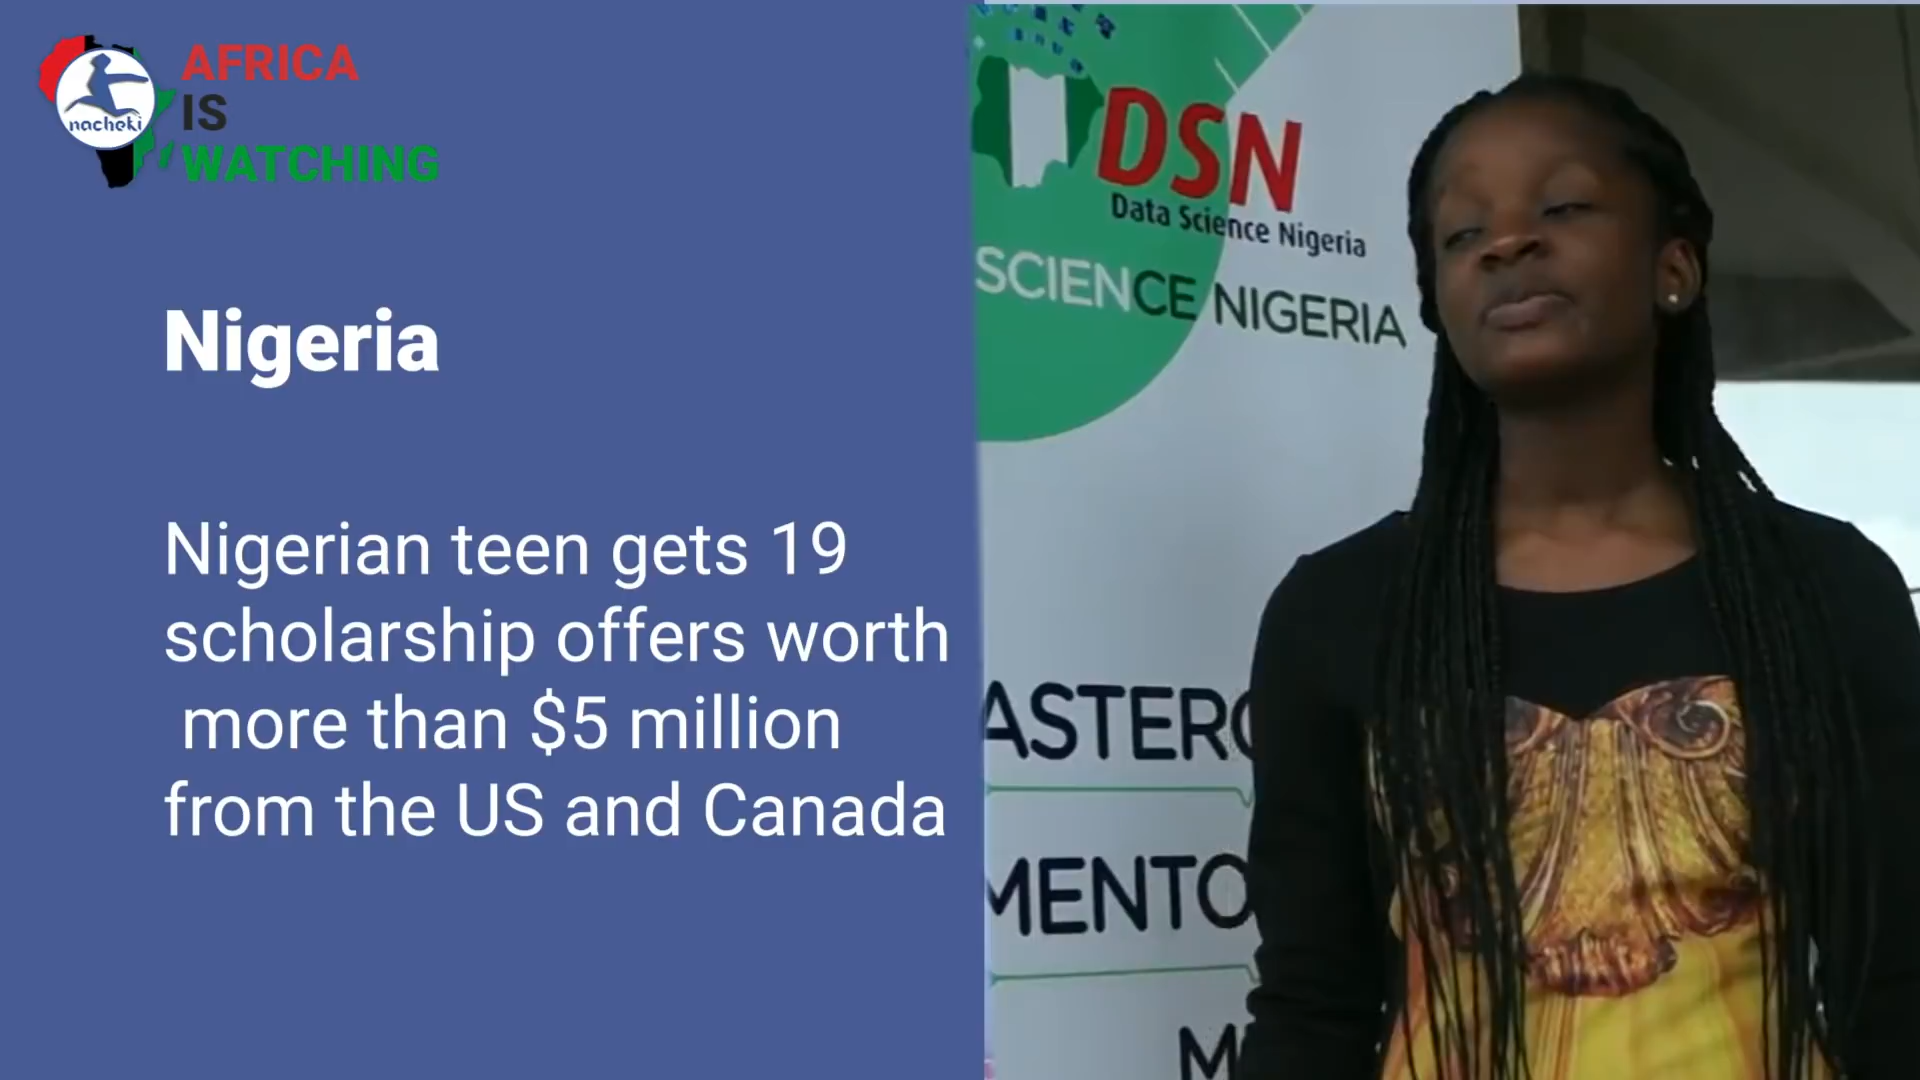 nacheki
AFRICA
IS
WATCHING
Nigeria
Nigerian teen gets 19
scholarship offers worth
more than $5 million
from the US and Canada
DSN
Data Science Nigeria
SCIENCE NIGERIA
ASTERC
MENTO
M